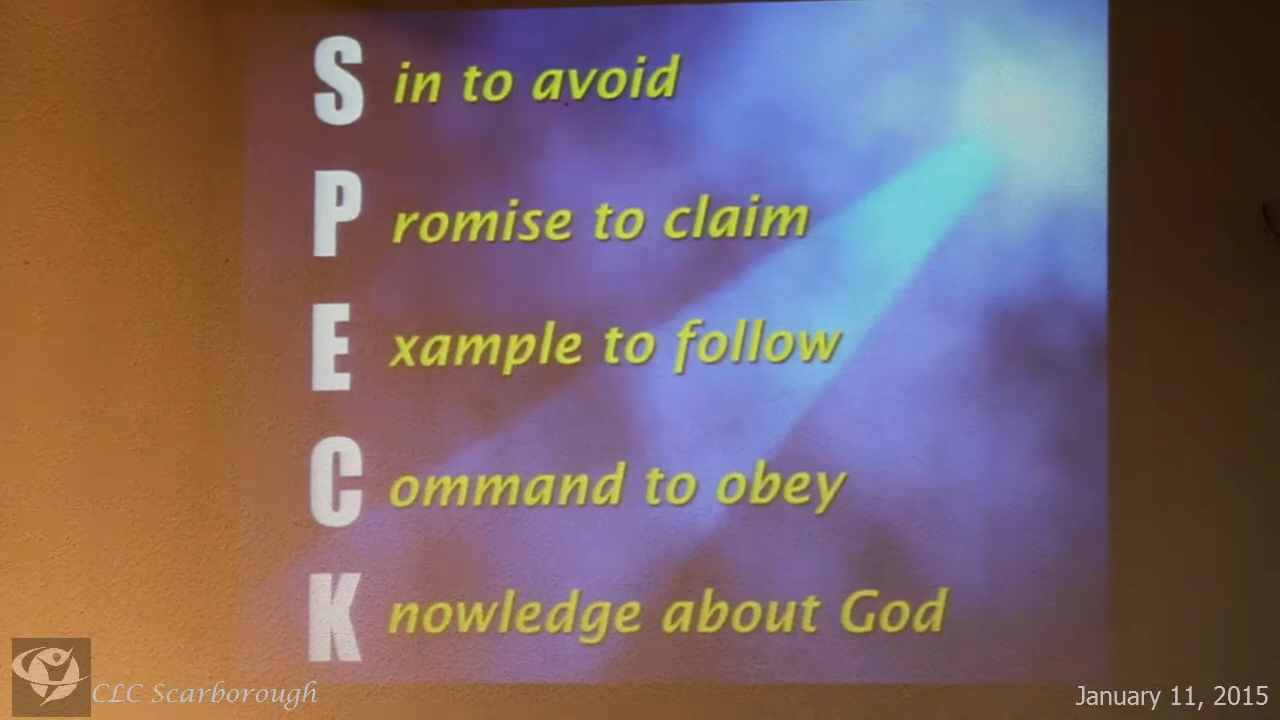 S in to avoid
P romise to claim
E xample to follow
C ommand to obey
K nowledge about God
CLC Scarborough
January 11, 2015